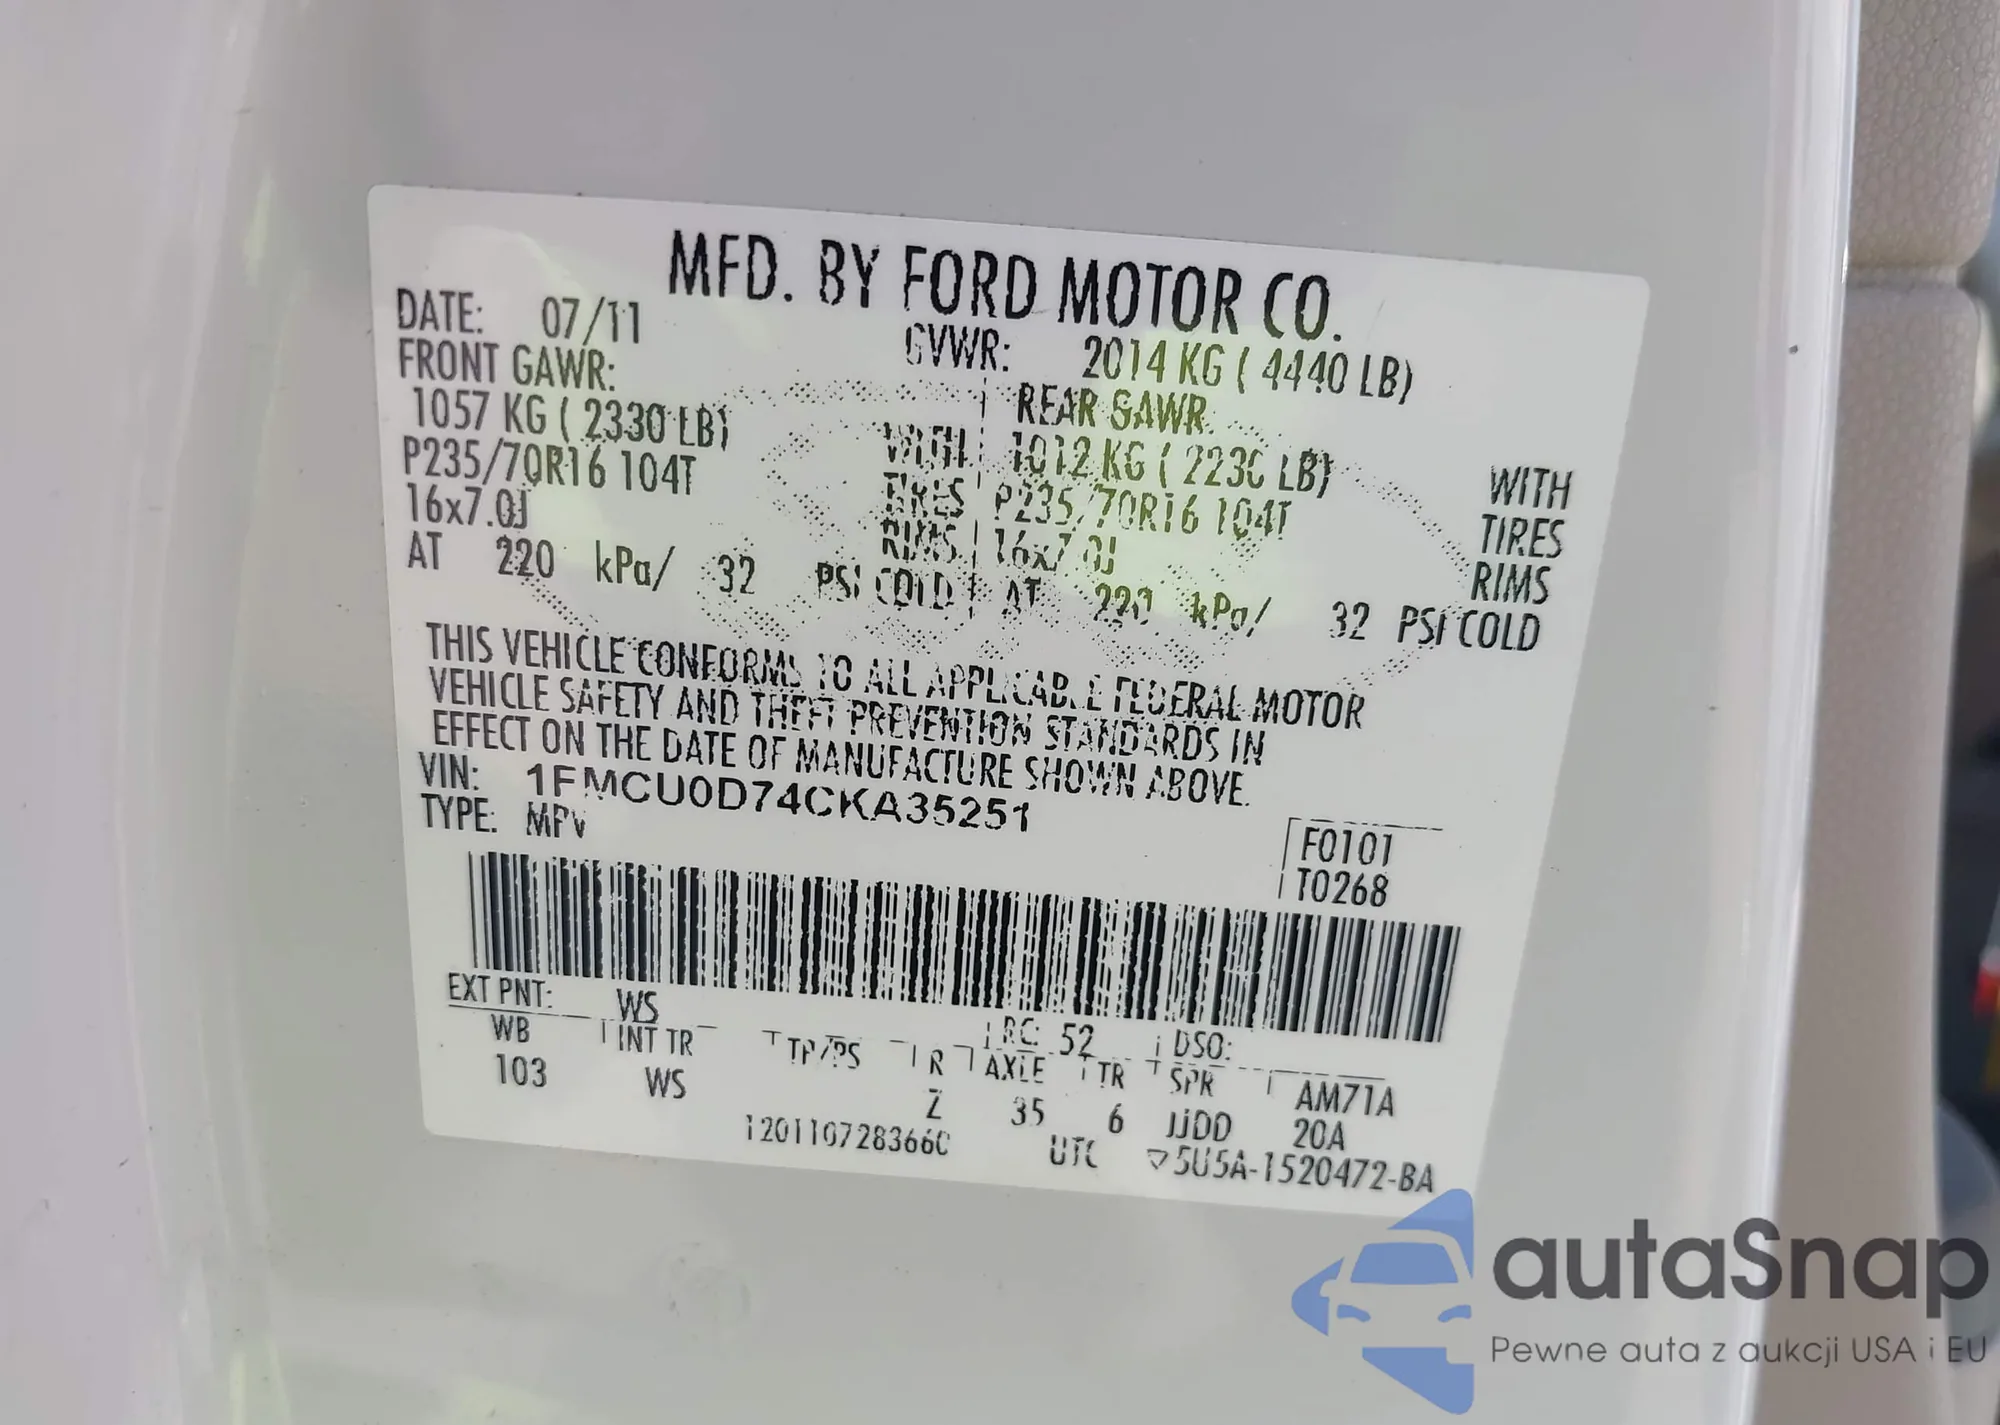 MFD. BY FORD MOTOR CO.
DATE: 07/11 GVWR: 2014 KG ( 4440 LB)
FRONT GAWR: REAR GAWR:
1057 KG ( 2330 LB) WITH 1012 KG ( 2230 LB) WITH
P235/70R16 104T TIRES P235/70R16 104T TIRES
16x7.0J RIMS 16x7.0J RIMS
AT 220 kPa/ 32 PSI COLD AT 220 kPa/ 32 PSI COLD
THIS VEHICLE CONFORMS TO ALL APPLICABLE FEDERAL MOTOR
VEHICLE SAFETY AND THEFT PREVENTION STANDARDS IN
EFFECT ON THE DATE OF MANUFACTURE SHOWN ABOVE.
VIN: 1FMCU0D74CKA35251
TYPE: MPV
F0101
T0268
EXT PNT: WS RC: 52 DSO:
WB INT TR TP/PS R AXLE TR SPR AM71A
103 WS Z 35 6 JJDD 20A
1201107283660 UTC ▽5U5A-1520472-BA
autaSnap
Pewne auta z aukcji USA i EU